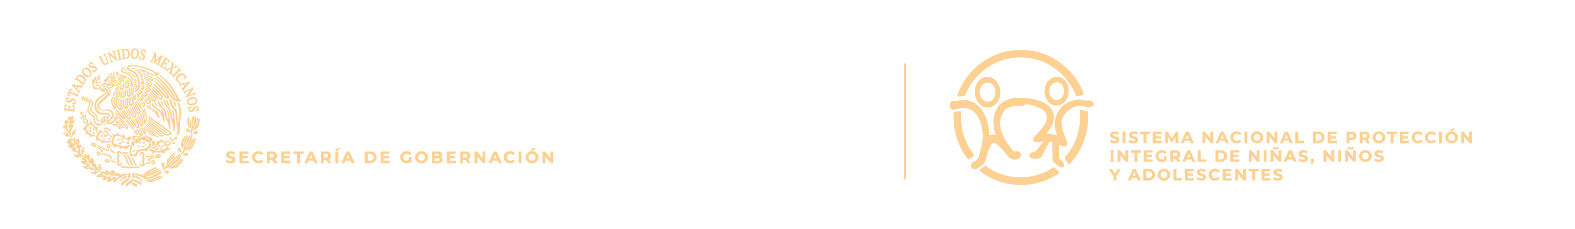 ESTADOS UNIDOS MEXICANOS
SECRETARÍA DE GOBERNACIÓN
SISTEMA NACIONAL DE PROTECCIÓN
INTEGRAL DE NIÑAS, NIÑOS
Y ADOLESCENTES